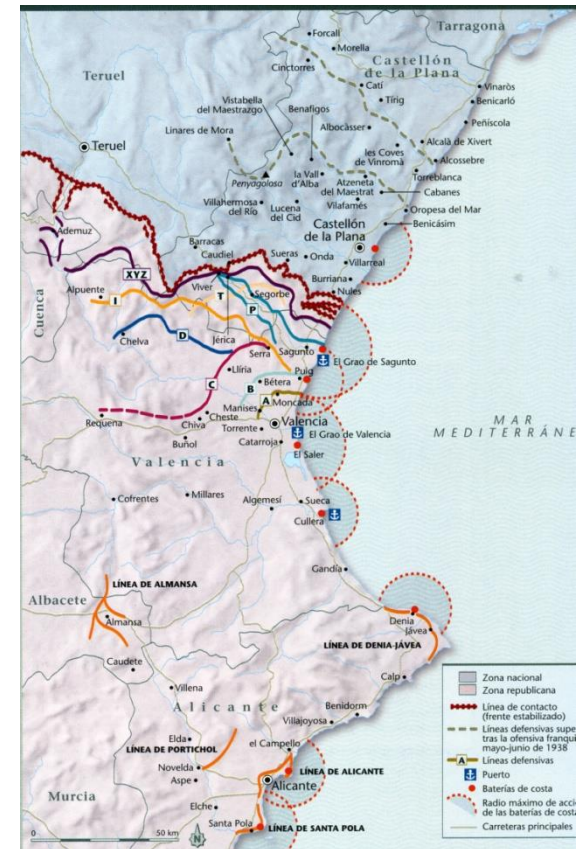 Tarragona
Forcall
Morella
Castellón
de la Plana
Cinctorres
Teruel
Catí
Tírig
Vinaròs
Benicarló
Vistabella
del Maestrazgo
Benafigos
Peñíscola
Linares de Mora
Albocàsser
Teruel
Alcalà de Xivert
les Coves
de Vinromà
Alcossebre
Penyagolosa
la Vall
d'Alba
Atzeneta
del Maestrat
Torreblanca
Cabanes
Villahermosa
del Río
Lucena
del Cid
Vilafamés
Oropesa del Mar
Benicásim
Castellón
de la Plana
Ademuz
Barracas
Caudiel
Sueras
Onda
Villarreal
Burriana
Nules
XYZ
Alpuente
I
Viver
T
Segorbe
P
Cuenca
D
Jérica
Chelva
Serra
Sagunto
El Grao de Sagunto
Llíria
Puig
C
B
Bétera
A
Moncada
Manises
Cheste
Requena
Chiva
Torrente
Valencia
El Grao de Valencia
Buñol
Catarroja
El Saler
MAR
MEDITERRÁNE
Valencia
Cofrentes
Millares
Algemesí
Sueca
Cullera
Gandía
LÍNEA DE ALMANSA
Albacete
Almansa
Denia
Jávea
LÍNEA DE DENIA-JÁVEA
Caudete
Calp
Villena
Alicante
Benidorm
Villajoyosa
Elda
LÍNEA DE PORTICHOL
el Campello
Novelda
LÍNEA DE ALICANTE
Aspe
Alicante
Murcia
Elche
Santa Pola
LÍNEA DE SANTA POLA
0
50 km
N
Zona nacional
Zona republicana
Línea de contacto
(frente estabilizado)
Líneas defensivas supe
tras la ofensiva franqui
mayo-junio de 1938
A
Líneas defensivas
Puerto
Baterías de costa
Radio máximo de acció
de las baterías de costa
Carreteras principales